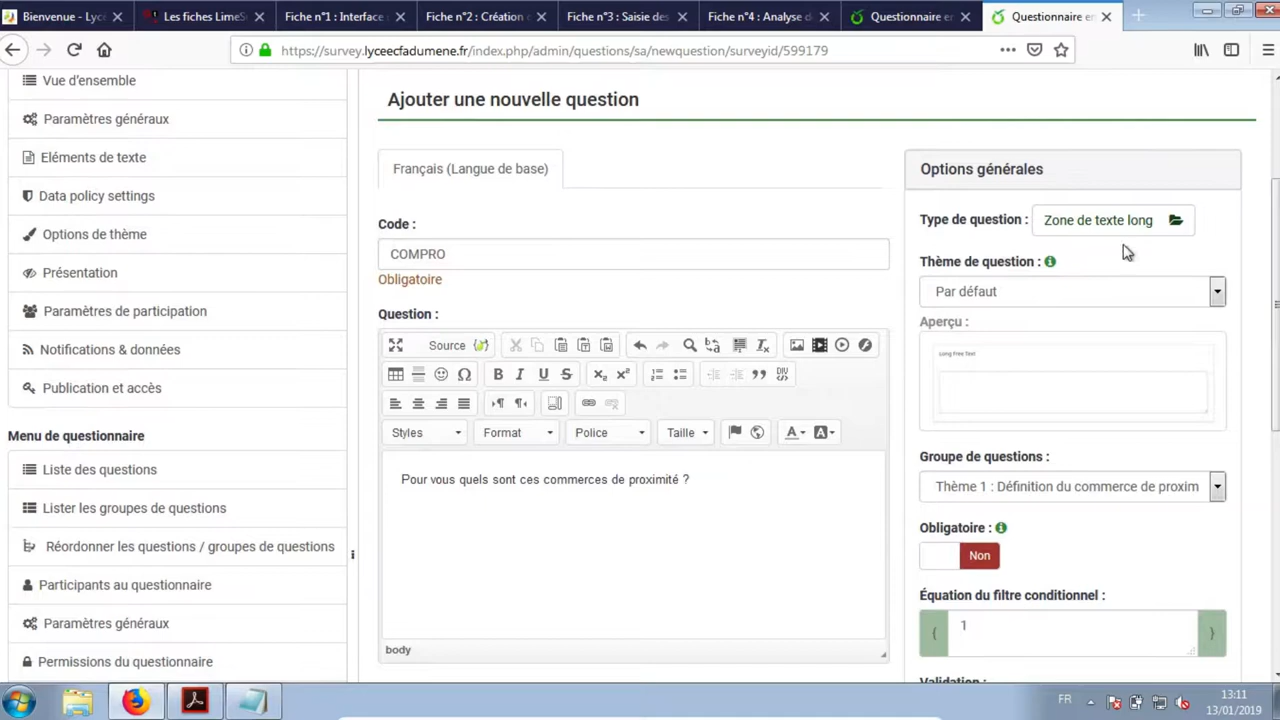 Bienvenue - Lyc
Les fiches LimeS
Fiche n°1 : Interface
Fiche n°2 : Création
Fiche n°3 : Saisie des
Fiche n°4 : Analyse d
Questionnaire en
Questionnaire en
https://survey.lyceecfadumene.fr/index.php/admin/questions/sa/newquestion/surveyid/599179
Vue d'ensemble
Paramètres généraux
Eléments de texte
Data policy settings
Options de thème
Présentation
Paramètres de participation
Notifications & données
Publication et accès
Menu de questionnaire
Liste des questions
Lister les groupes de questions
Réordonner les questions / groupes de questions
Participants au questionnaire
Paramètres généraux
Permissions du questionnaire
Ajouter une nouvelle question
Français (Langue de base)
Code :
COMPRO
Obligatoire
Question :
Source
Styles Format Police Taille
Pour vous quels sont ces commerces de proximité ?
body
Options générales
Type de question : Zone de texte long
Thème de question :
Par défaut
Aperçu :
Long Free Text
Groupe de questions :
Thème 1 : Définition du commerce de proxim
Obligatoire :
Non
Équation du filtre conditionnel :
{ 1 }
Validation :
FR
13:11
13/01/2019